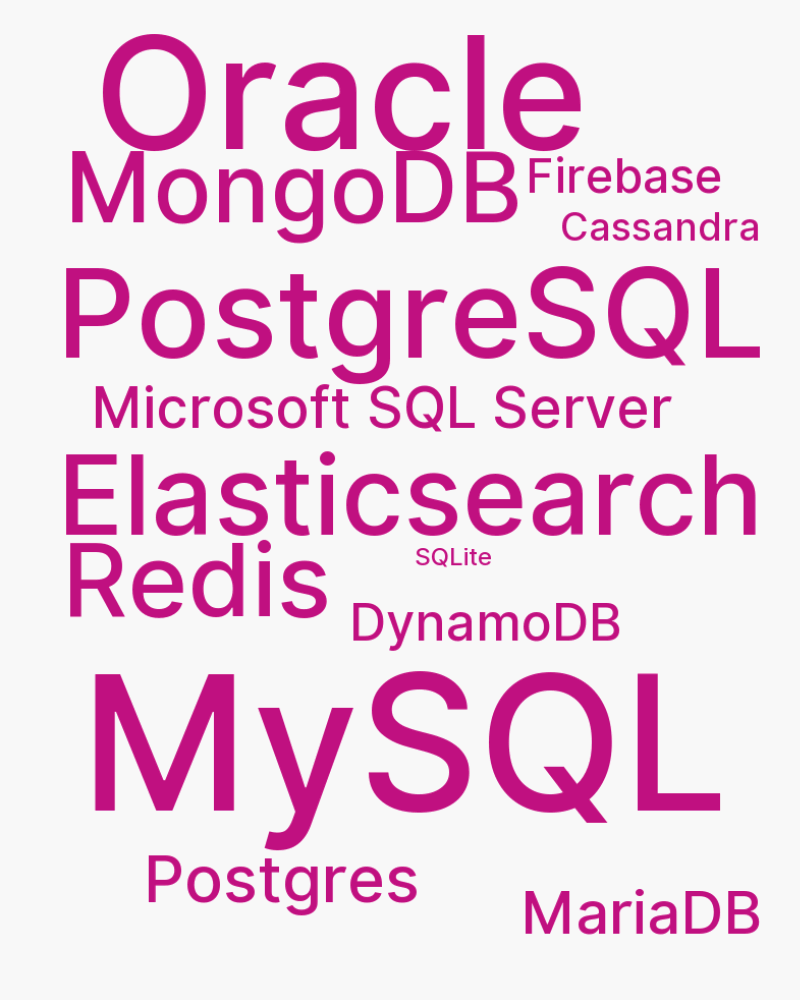 Oracle
MongoDB
Firebase
Cassandra
PostgreSQL
Microsoft SQL Server
Elasticsearch
Redis
SQLite
DynamoDB
MySQL
Postgres
MariaDB